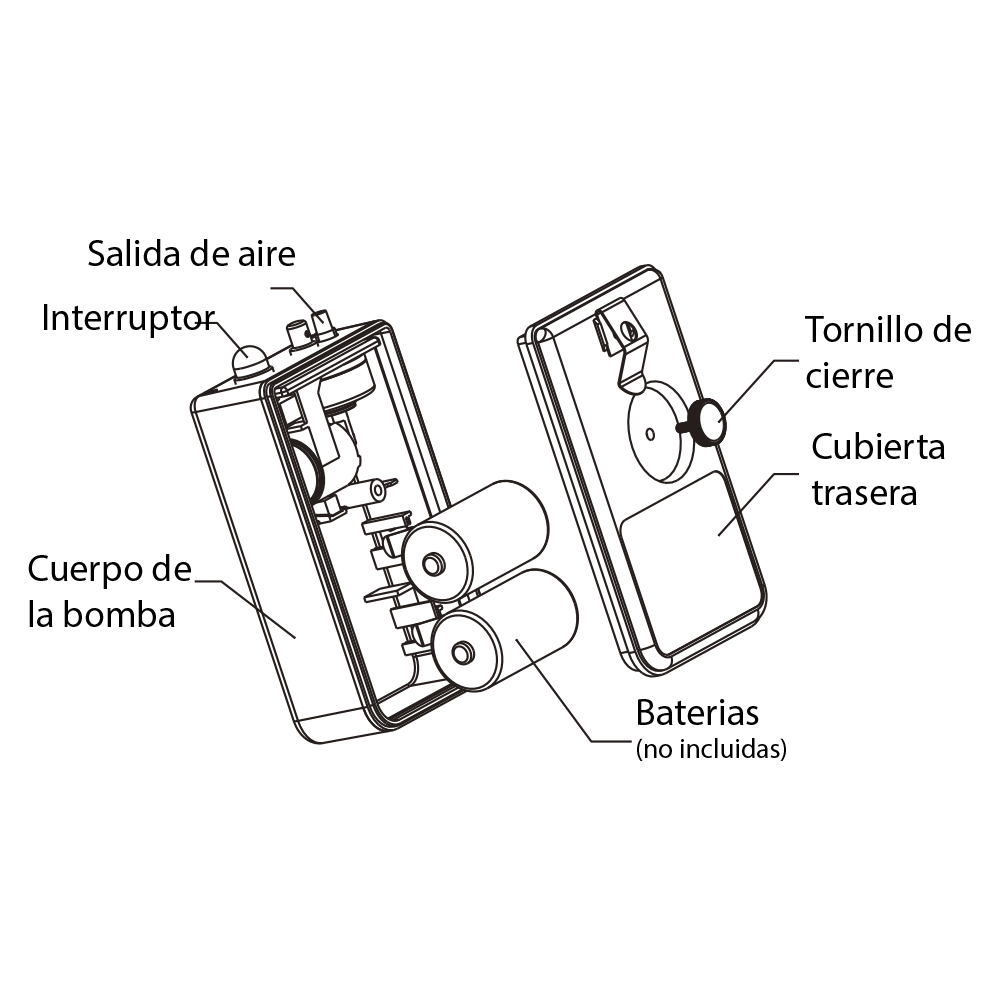 Salida de aire
Interruptor
Tornillo de
cierre
Cubierta
trasera
Cuerpo de
la bomba
Baterias
(no incluidas)